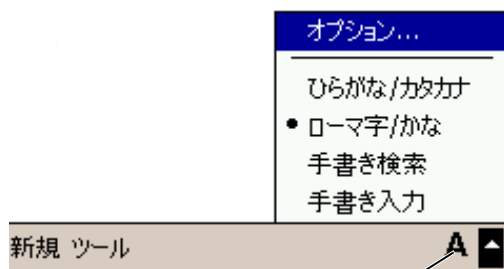 オプション...
ひらがな/カタカナ
ローマ字/かな
手書き検索
手書き入力
新規 ツール A